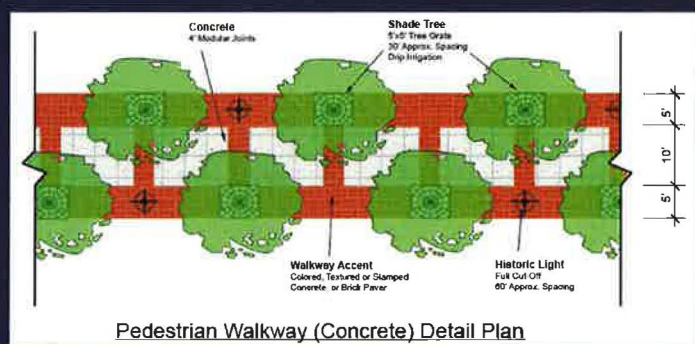 Concrete
4' Modular Joints
Shade Tree
5'x5' Tree Grate
30' Approx. Spacing
Drip Irrigation
5'
10'
5'
Walkway Accent
Colored, Textured or Stamped
Concrete or Brick Paver
Historic Light
Full Cut-Off
60' Approx. Spacing
Pedestrian Walkway (Concrete) Detail Plan